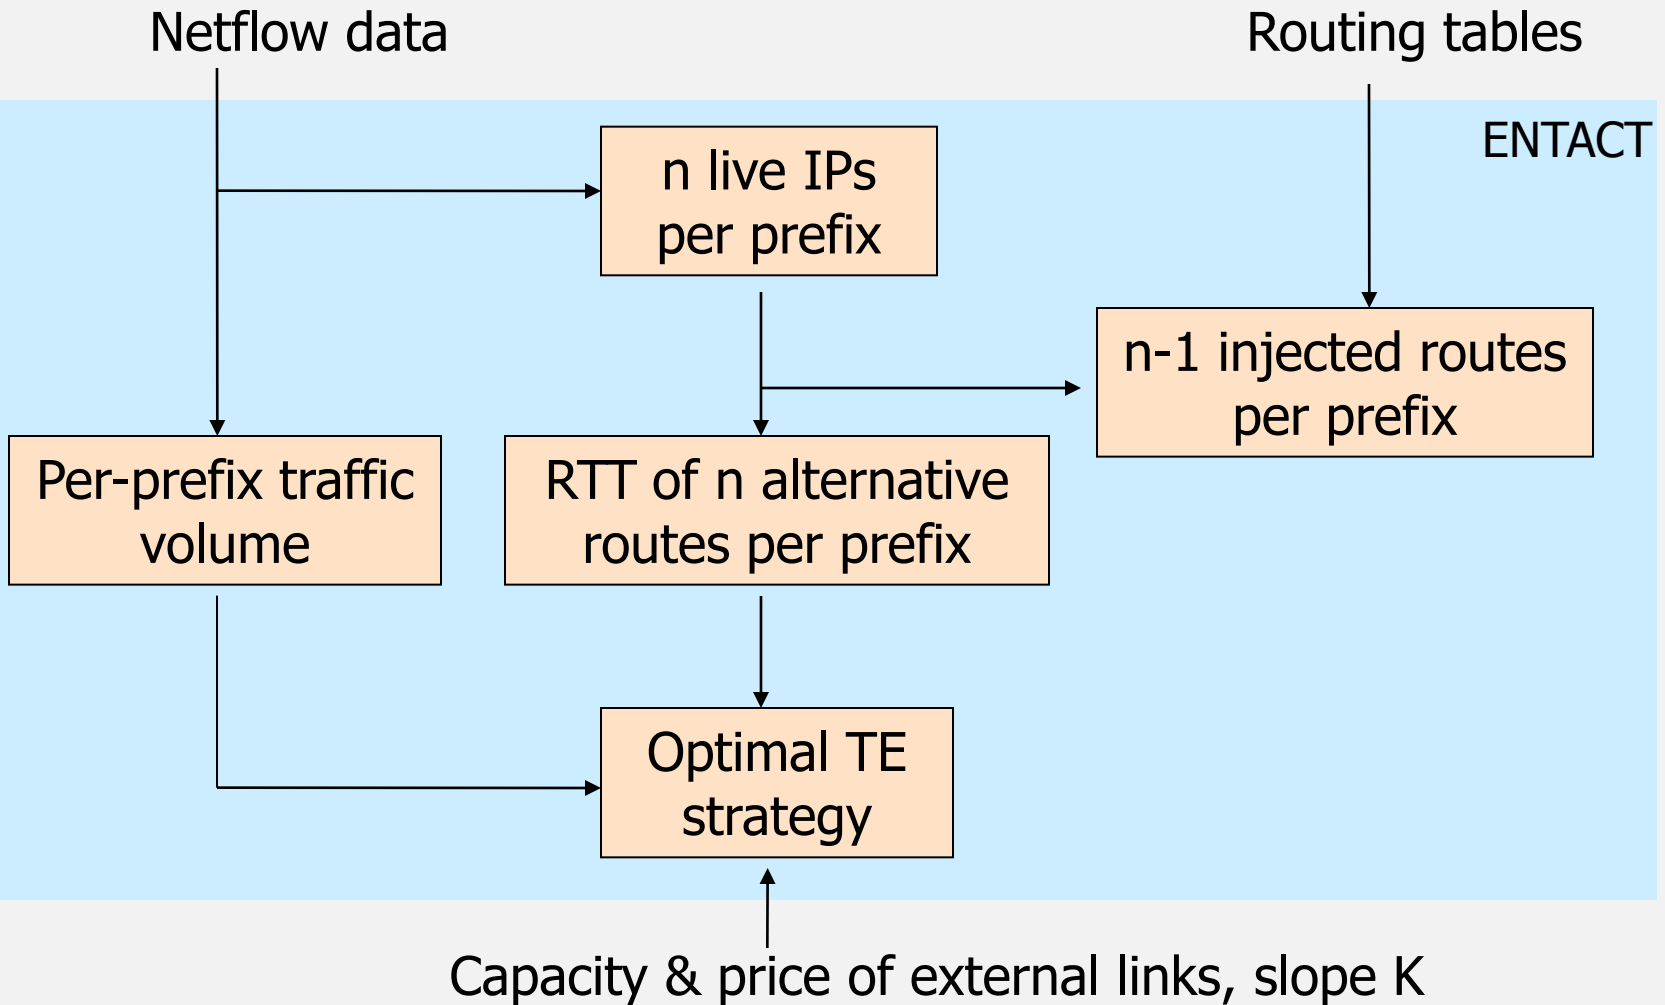 Netflow data
Routing tables
ENTACT
n live IPs
per prefix
n-1 injected routes
per prefix
Per-prefix traffic
volume
RTT of n alternative
routes per prefix
Optimal TE
strategy
Capacity & price of external links, slope K